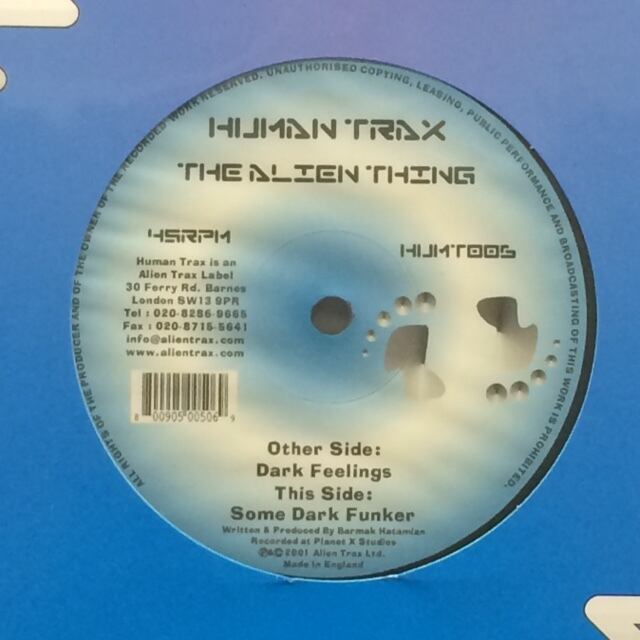 ALL RIGHTS OF THE PRODUCER AND OF THE OWNER OF THE RECORDED WORK RESERVED. UNAUTHORISED COPYING, LEASING, PUBLIC PERFORMANCE AND BROADCASTING OF THIS WORK IS PROHIBITED.
HUMAN TRAX
THE ALIEN THING
45RPM
HUMT006
Human Trax is an
Alien Trax Label
30 Ferry Rd. Barnes
London SW13 9PR
Tel : 020-8286-9665
Fax : 020-8715-5641
info@alientrax.com
www.alientrax.com
8 00905 00506 9
Other Side:
Dark Feelings
This Side:
Some Dark Funker
Written & Produced By Barmak Hatamian
Recorded at Planet X Studios
℗&© 2001 Alien Trax Ltd.
Made in England